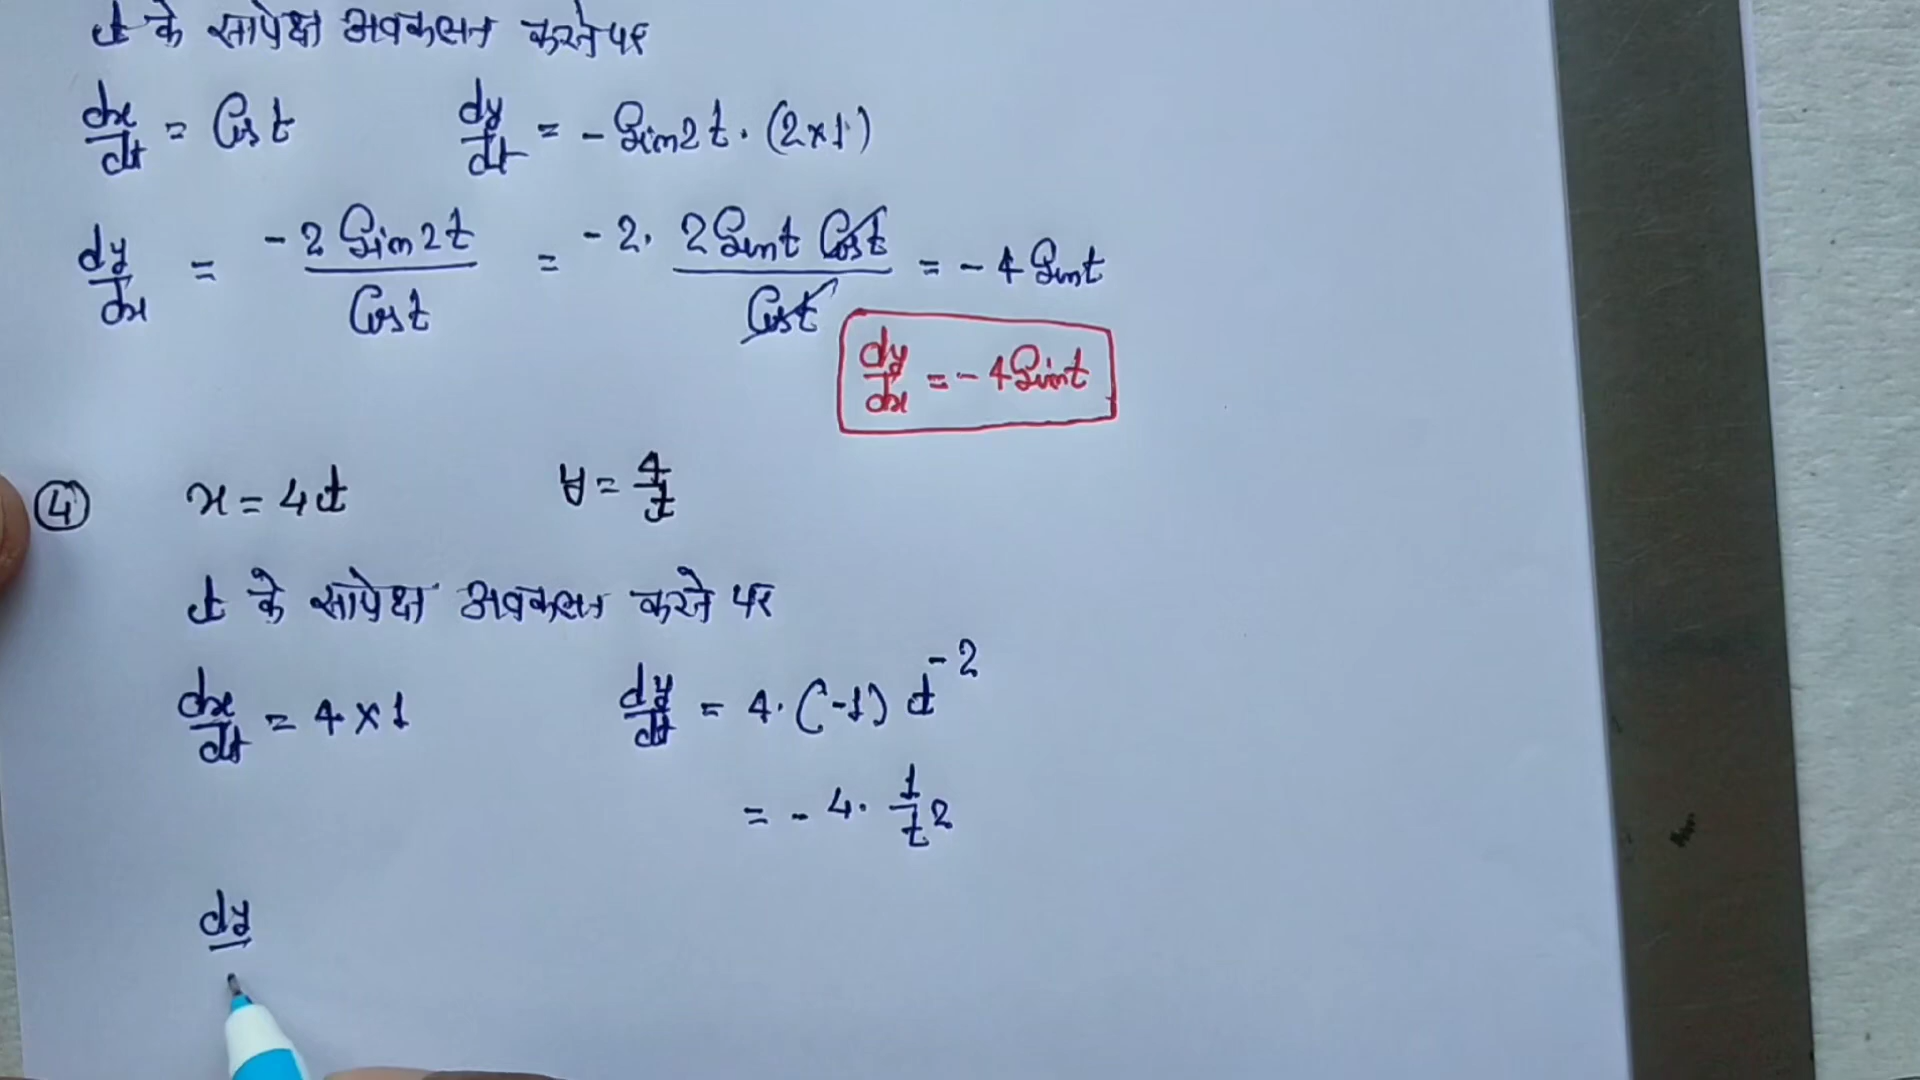 t के सापेक्ष अवकलन करने पर
dx/dt = Cos t    dy/dt = - Sin2t · (2×1)
dy/dx = -2 Sin2t / Cos t = -2 · 2Sint Cost / Cost = - 4 Sint
dy/dx = - 4 Sint
④ x = 4t    y = 4/t
t के सापेक्ष अवकलन करने पर
dx/dt = 4 × 1    dy/dt = 4 · (-1) t⁻²
= - 4 · 1/t²
dy